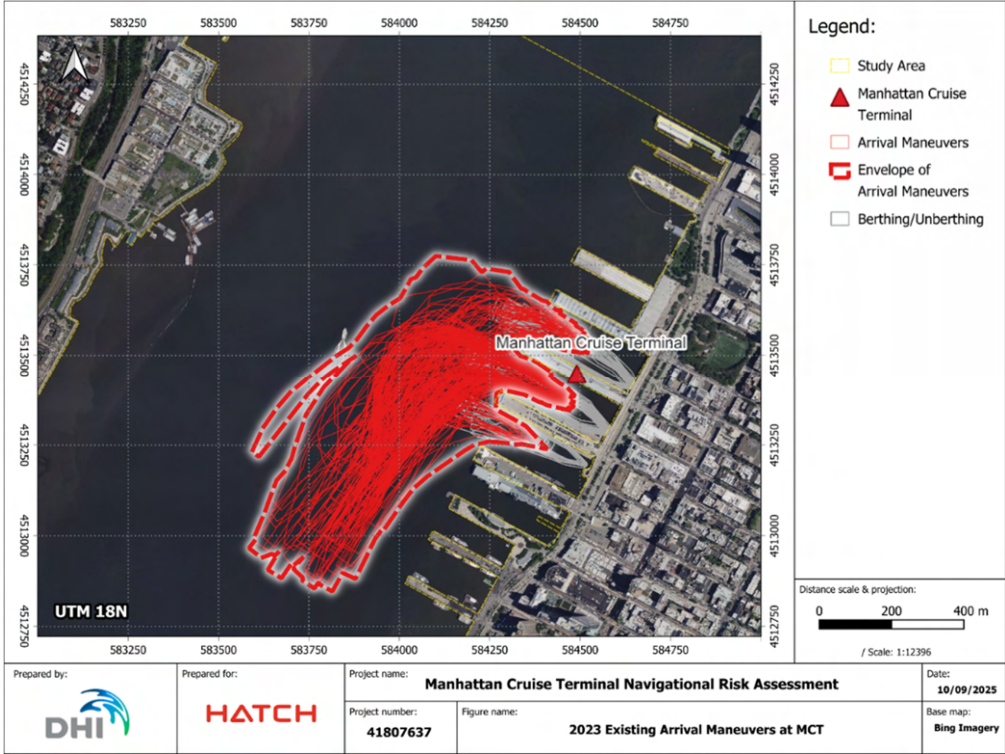 583250 583500 583750 584000 584250 584500 584750
4514250
4514000
4513750
4513500
4513250
4513000
4512750
4514250
4514000
4513750
4513500
4513250
4513000
4512750
Manhattan Cruise Terminal
UTM 18N
583250 583500 583750 584000 584250 584500 584750
Legend:
Study Area
Manhattan Cruise
Terminal
Arrival Maneuvers
Envelope of
Arrival Maneuvers
Berthing/Unberthing
Distance scale & projection:
0 200 400 m
/ Scale: 1:12396
Prepared by:
DHI
Prepared for:
HATCH
Project name:
Manhattan Cruise Terminal Navigational Risk Assessment
Project number:
41807637
Figure name:
2023 Existing Arrival Maneuvers at MCT
Date:
10/09/2025
Base map:
Bing Imagery